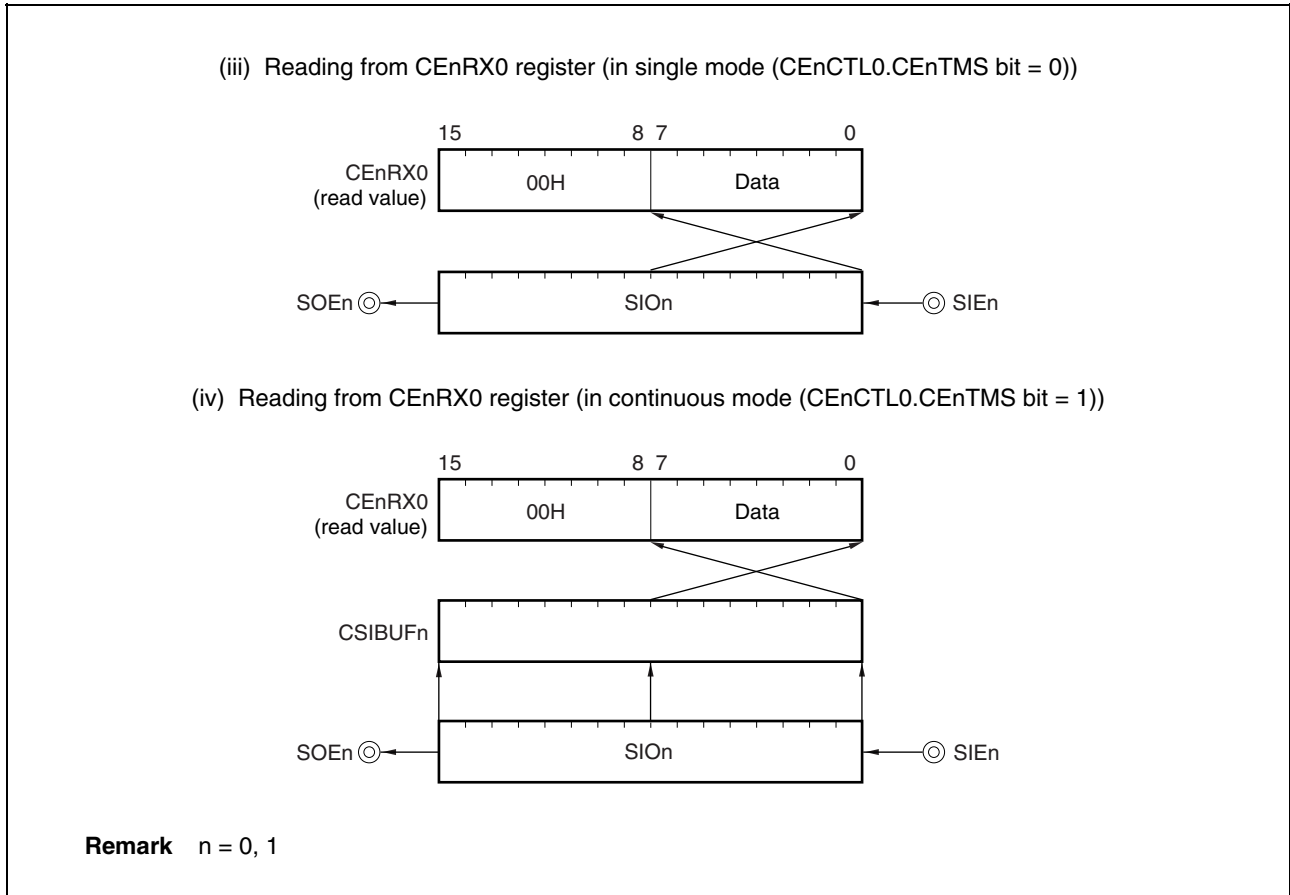 (iii) Reading from CEnRX0 register (in single mode (CEnCTL0.CEnTMS bit = 0))
15 8 7 0
CEnRX0
(read value)
00H Data
SOEn SIOn SIEn
(iv) Reading from CEnRX0 register (in continuous mode (CEnCTL0.CEnTMS bit = 1))
15 8 7 0
CEnRX0
(read value)
00H Data
CSIBUFn
SOEn SIOn SIEn
Remark n = 0, 1